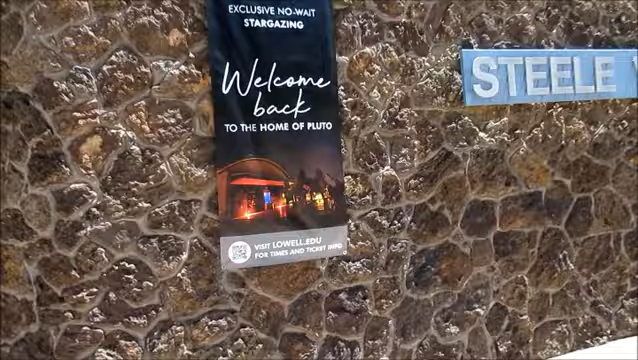 EXCLUSIVE NO-WAIT
STARGAZING
Welcome
back
TO THE HOME OF PLUTO
VISIT LOWELL.EDU
FOR TIMES AND TICKET INFO
STEELE